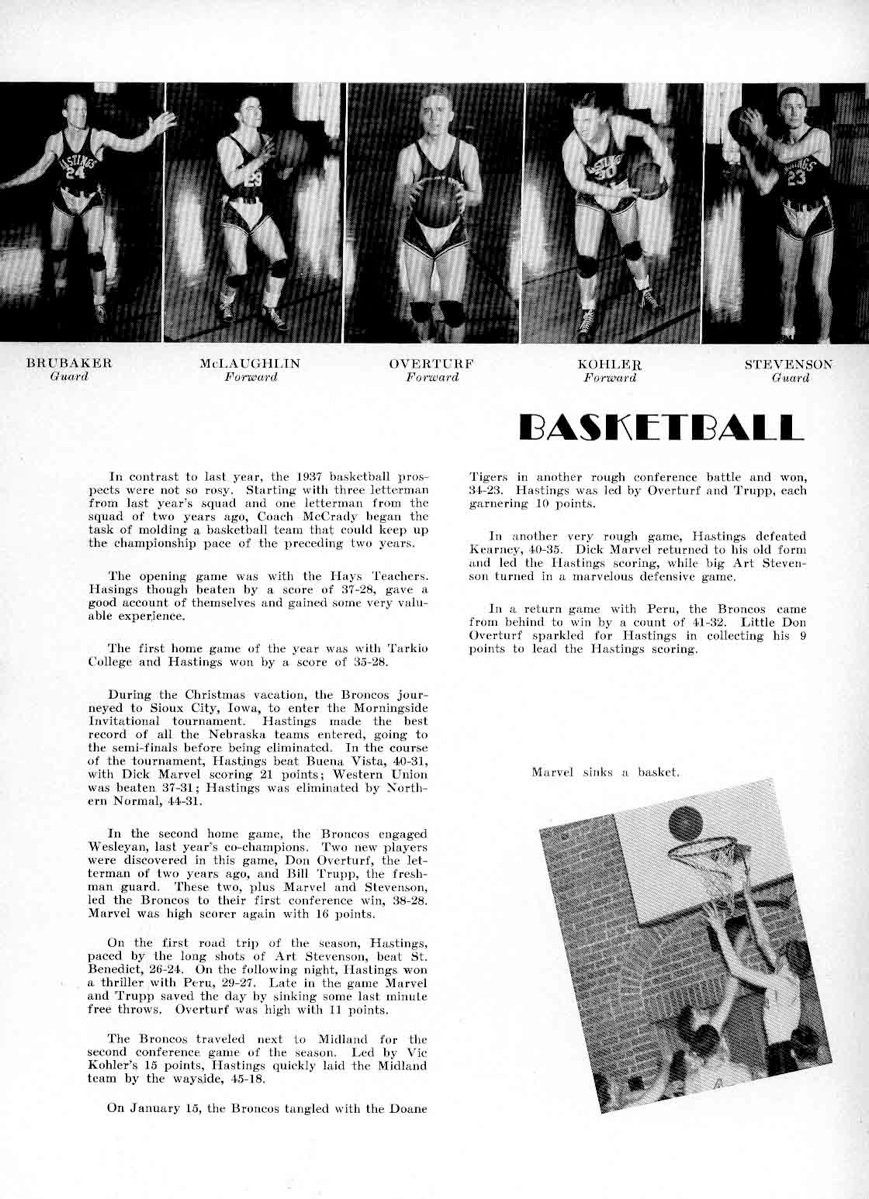 HASTINGS
24
23
HASTINGS
30
23
BRUBAKER
Guard
McLAUGHLIN
Forward
OVERTURF
Forward
KOHLER
Forward
STEVENSON
Guard
BASKETBALL
In contrast to last year, the 1937 basketball pros-
pects were not so rosy. Starting with three letterman
from last year's squad and one letterman from the
squad of two years ago, Coach McCrady began the
task of molding a basketball team that could keep up
the championship pace of the preceding two years.
The opening game was with the Hays Teachers.
Hasings though beaten by a score of 37-28, gave a
good account of themselves and gained some very valu-
able experience.
The first home game of the year was with Tarkio
College and Hastings won by a score of 35-28.
During the Christmas vacation, the Broncos jour-
neyed to Sioux City, Iowa, to enter the Morningside
Invitational tournament. Hastings made the best
record of all the Nebraska teams entered, going to
the semi-finals before being eliminated. In the course
of the tournament, Hastings beat Buena Vista, 40-31,
with Dick Marvel scoring 21 points; Western Union
was beaten 37-31; Hastings was eliminated by North-
ern Normal, 44-31.
In the second home game, the Broncos engaged
Wesleyan, last year's co-champions. Two new players
were discovered in this game, Don Overturf, the let-
terman of two years ago, and Bill Trupp, the fresh-
man guard. These two, plus Marvel and Stevenson,
led the Broncos to their first conference win, 38-28.
Marvel was high scorer again with 16 points.
On the first road trip of the season, Hastings,
paced by the long shots of Art Stevenson, beat St.
Benedict, 26-24. On the following night, Hastings won
a thriller with Peru, 29-27. Late in the game Marvel
and Trupp saved the day by sinking some last minute
free throws. Overturf was high with 11 points.
The Broncos traveled next to Midland for the
second conference game of the season. Led by Vic
Kohler's 15 points, Hastings quickly laid the Midland
team by the wayside, 45-18.
On January 15, the Broncos tangled with the Doane
Tigers in another rough conference battle and won,
34-23. Hastings was led by Overturf and Trupp, each
garnering 10 points.
In another very rough game, Hastings defeated
Kearney, 40-35. Dick Marvel returned to his old form
and led the Hastings scoring, while big Art Steven-
son turned in a marvelous defensive game.
In a return game with Peru, the Broncos came
from behind to win by a count of 41-32. Little Don
Overturf sparkled for Hastings in collecting his 9
points to lead the Hastings scoring.
Marvel sinks a basket.